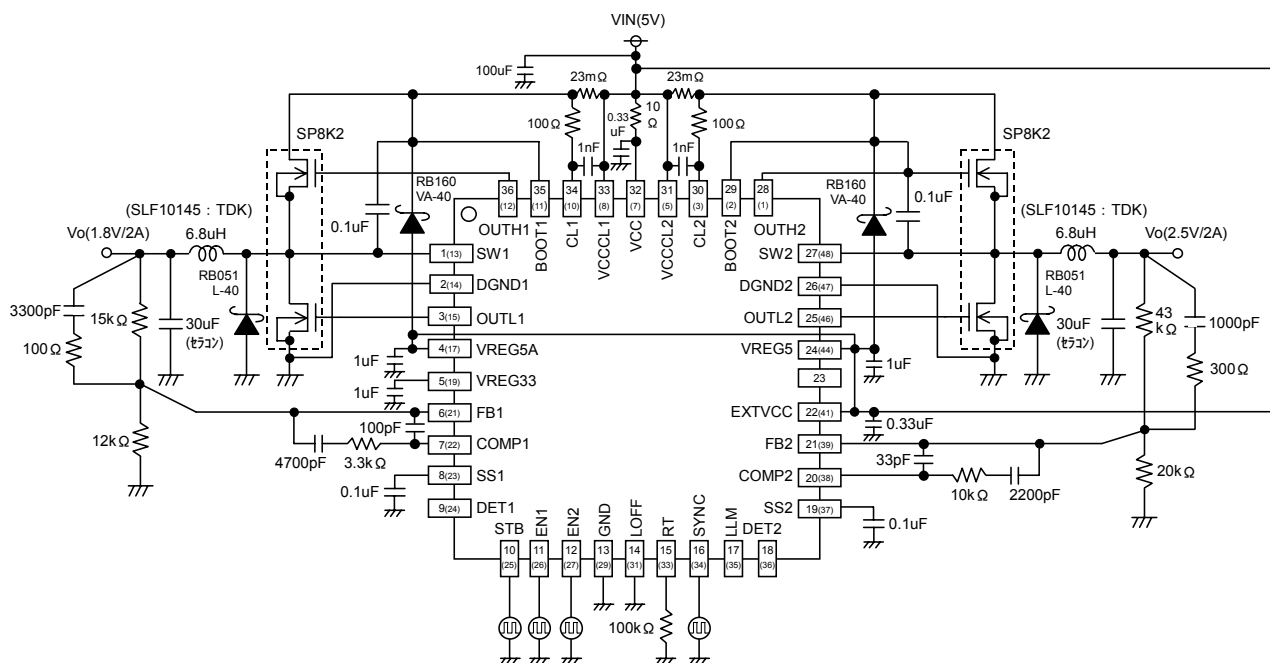 VIN(5V)
100uF
23mΩ
23mΩ
SP8K2
100Ω
0.33
uF
10
Ω
100Ω
SP8K2
1nF
1nF
RB160
VA-40
RB160
VA-40
36
(12)
35
(11)
34
(10)
33
(8)
32
(7)
31
(5)
30
(3)
29
(2)
28
(1)
0.1uF
0.1uF
OUTH1
BOOT1
CL1
VCCCL1
VCC
VCCCL2
CL2
BOOT2
OUTH2
(SLF10145 : TDK)
(SLF10145 : TDK)
Vo(1.8V/2A)
6.8uH
6.8uH
Vo(2.5V/2A)
1(13) SW1
SW2 27(48)
RB051
L-40
RB051
L-40
2(14) DGND1
DGND2 26(47)
3300pF
15kΩ
30uF
(ｾﾗｺﾝ)
3(15) OUTL1
OUTL2 25(46)
30uF
(ｾﾗｺﾝ)
43
kΩ
1000pF
100Ω
1uF
4(17) VREG5A
VREG5 24(44)
1uF
300Ω
1uF
5(19) VREG33
23
6(21) FB1
EXTVCC 22(41)
0.33uF
12kΩ
100pF
4700pF
3.3kΩ
7(22) COMP1
FB2 21(39)
33pF
8(23) SS1
COMP2 20(38)
10kΩ
2200pF
20kΩ
0.1uF
9(24) DET1
SS2 19(37)
0.1uF
STB
EN1
EN2
GND
LOFF
RT
SYNC
LLM
DET2
10
(25)
11
(26)
12
(27)
13
(29)
14
(31)
15
(33)
16
(34)
17
(35)
18
(36)
100kΩ